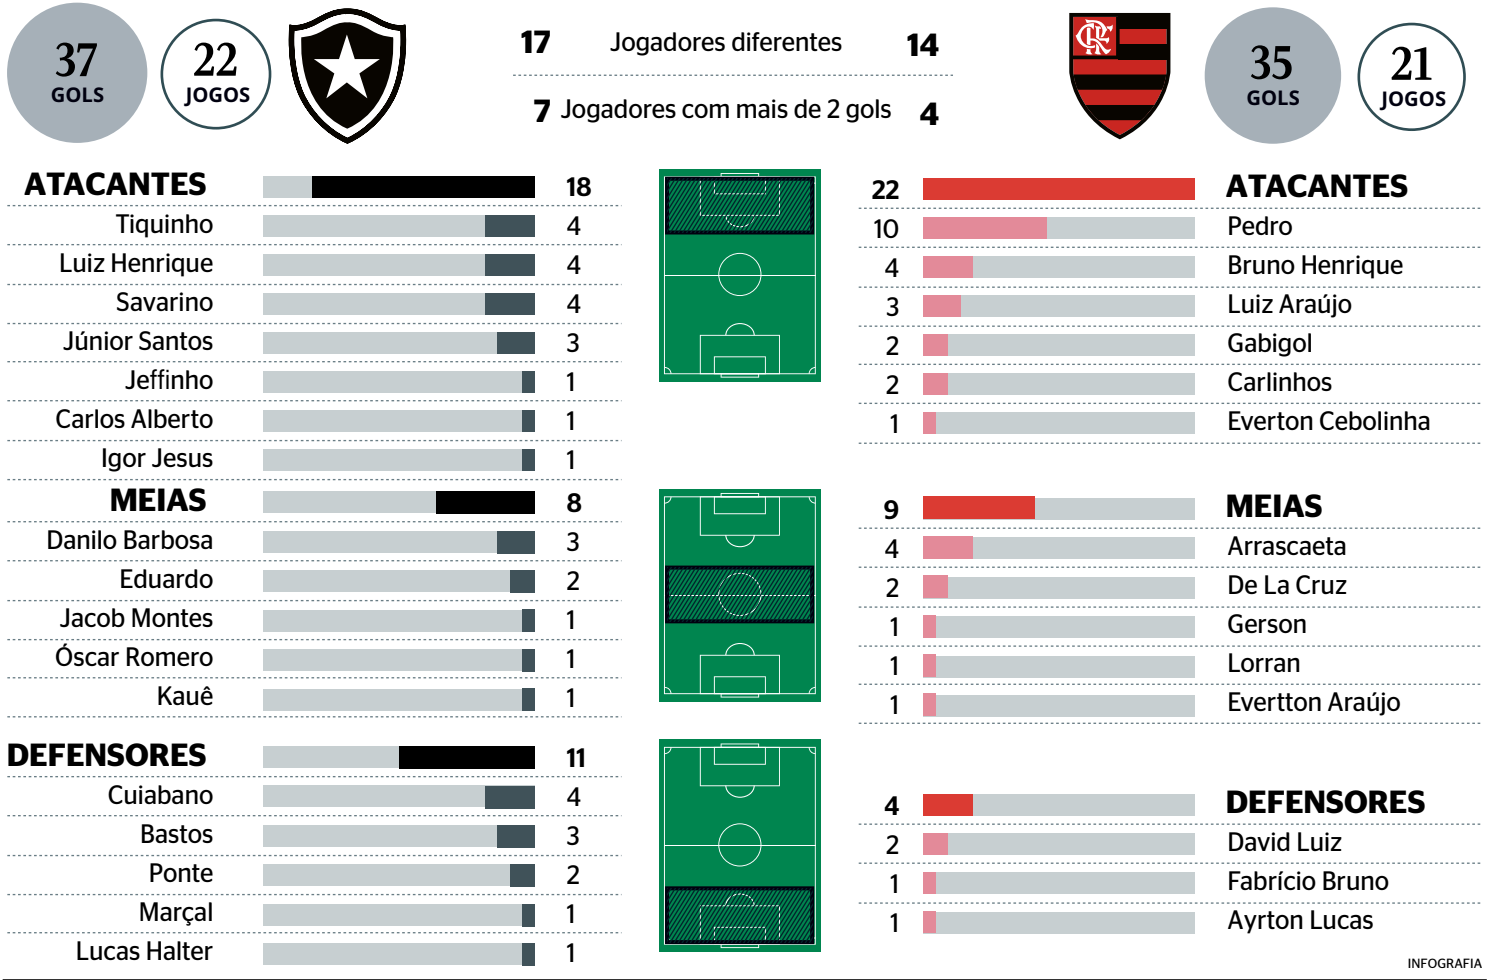 37
GOLS
22
JOGOS
17 Jogadores diferentes 14
7 Jogadores com mais de 2 gols 4
CRF
35
GOLS
21
JOGOS
ATACANTES 18
Tiquinho 4
Luiz Henrique 4
Savarino 4
Júnior Santos 3
Jeffinho 1
Carlos Alberto 1
Igor Jesus 1
MEIAS 8
Danilo Barbosa 3
Eduardo 2
Jacob Montes 1
Óscar Romero 1
Kauê 1
DEFENSORES 11
Cuiabano 4
Bastos 3
Ponte 2
Marçal 1
Lucas Halter 1
22 ATACANTES
10 Pedro
4 Bruno Henrique
3 Luiz Araújo
2 Gabigol
2 Carlinhos
1 Everton Cebolinha
9 MEIAS
4 Arrascaeta
2 De La Cruz
1 Gerson
1 Lorran
1 Evertton Araújo
4 DEFENSORES
2 David Luiz
1 Fabrício Bruno
1 Ayrton Lucas
INFOGRAFIA